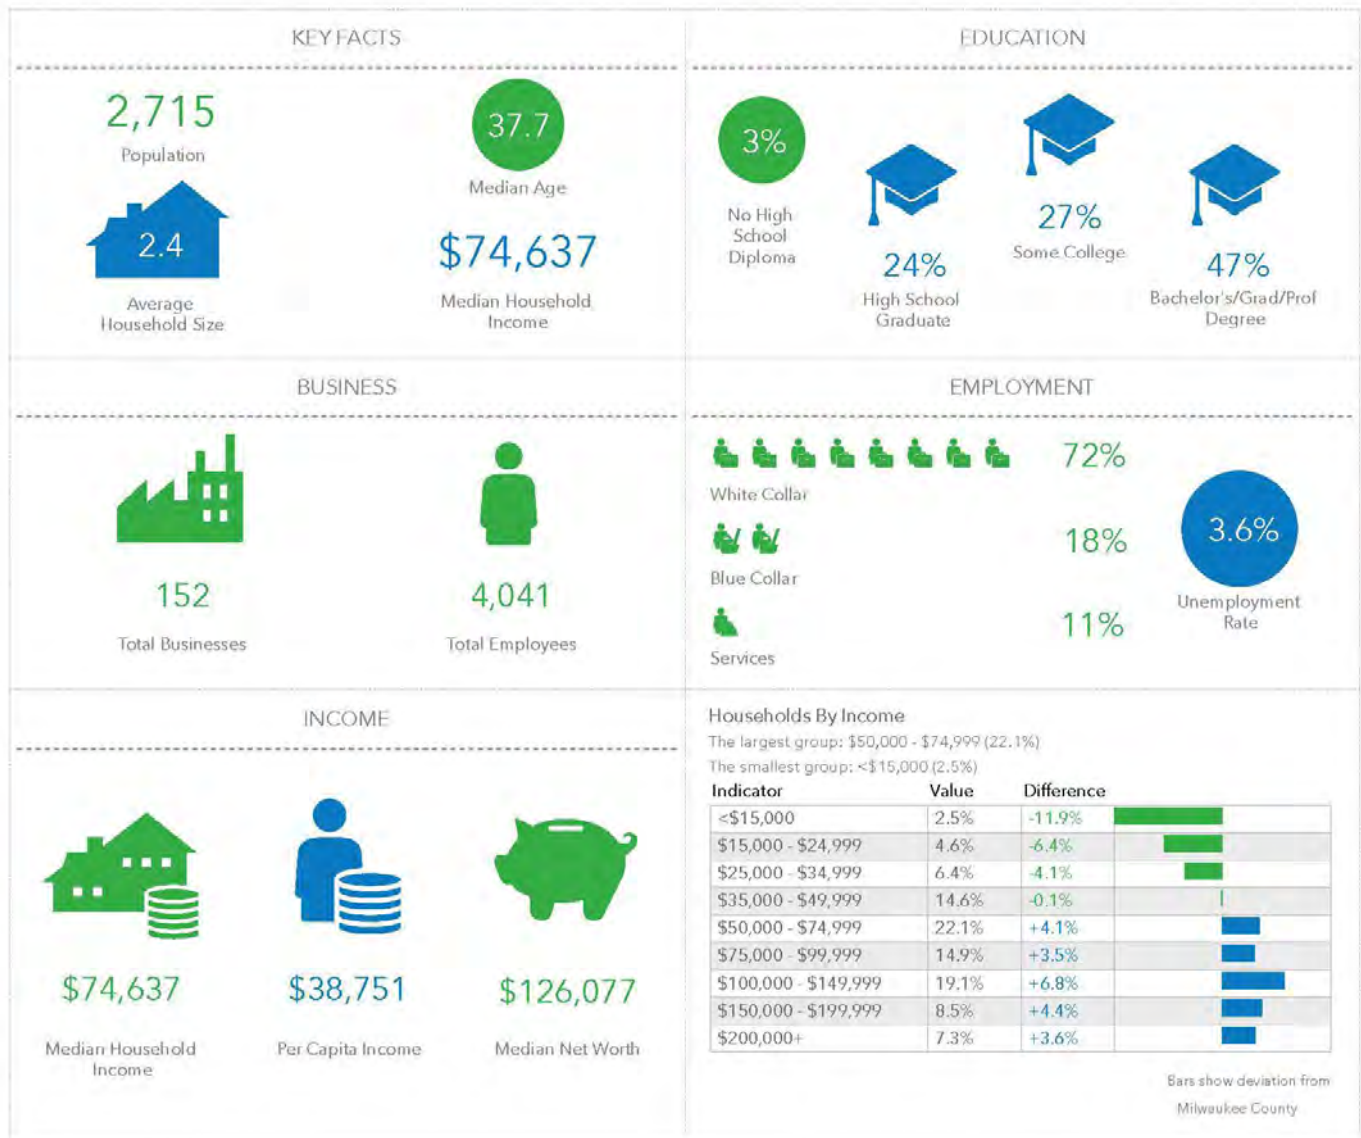 KEY FACTS
2,715
Population
37.7
Median Age
2.4
Average
Household Size
$74,637
Median Household
Income
EDUCATION
3%
No High
School
Diploma
24%
High School
Graduate
27%
Some College
47%
Bachelor's/Grad/Prof
Degree
BUSINESS
152
Total Businesses
4,041
Total Employees
EMPLOYMENT
72%
White Collar
18%
Blue Collar
11%
Services
3.6%
Unemployment
Rate
INCOME
$74,637
Median Household
Income
$38,751
Per Capita Income
$126,077
Median Net Worth
Households By Income
The largest group: $50,000 - $74,999 (22.1%)
The smallest group: <$15,000 (2.5%)
Indicator Value Difference
<$15,000 2.5% -11.9%
$15,000 - $24,999 4.6% -6.4%
$25,000 - $34,999 6.4% -4.1%
$35,000 - $49,999 14.6% -0.1%
$50,000 - $74,999 22.1% +4.1%
$75,000 - $99,999 14.9% +3.5%
$100,000 - $149,999 19.1% +6.8%
$150,000 - $199,999 8.5% +4.4%
$200,000+ 7.3% +3.6%
Bars show deviation from
Milwaukee County